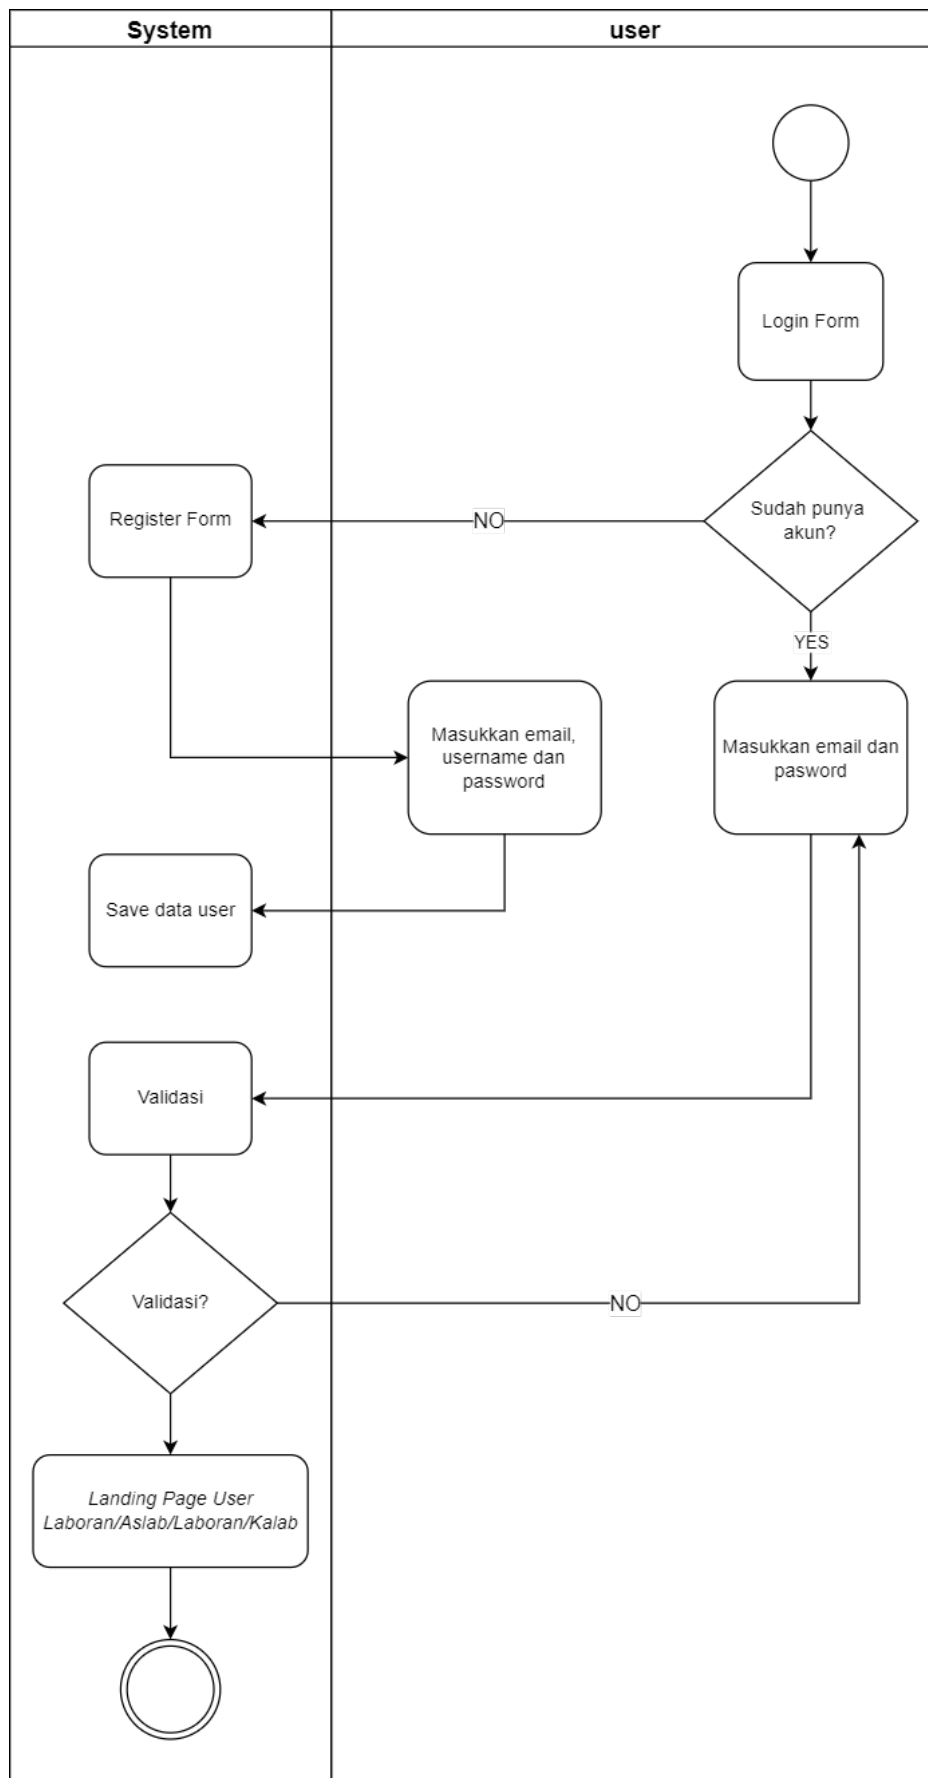 System
user
Login Form
Sudah punya
akun?
NO
Register Form
YES
Masukkan email,
username dan
password
Masukkan email dan
pasword
Save data user
Validasi
Validasi?
NO
Landing Page User
Laboran/Aslab/Laboran/Kalab